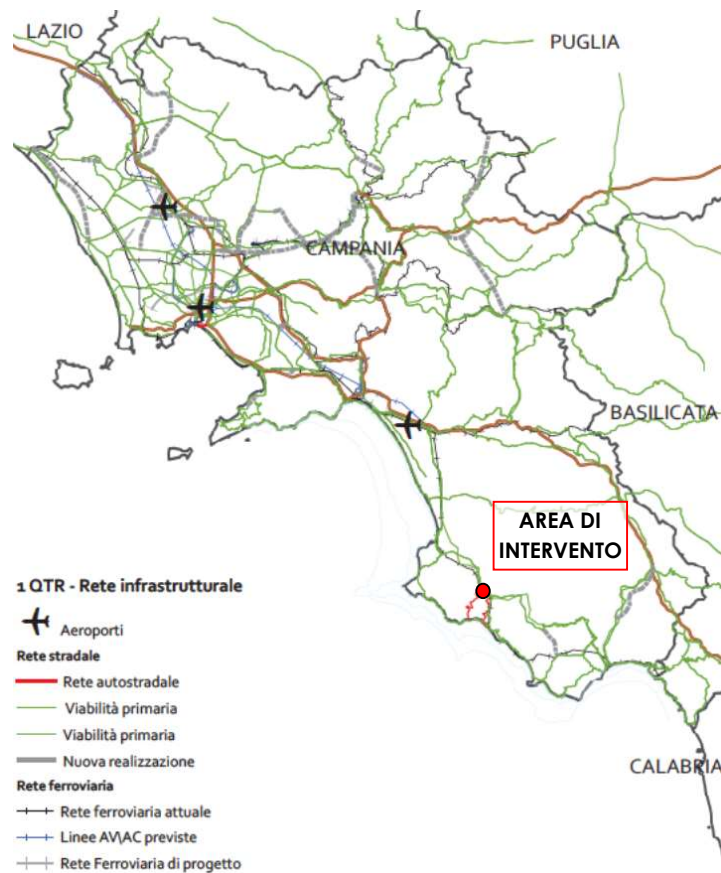 LAZIO
PUGLIA
CAMPANIA
BASILICATA
AREA DI
INTERVENTO
1 QTR - Rete infrastrutturale
Aeroporti
Rete stradale
Rete autostradale
Viabilità primaria
Viabilità primaria
Nuova realizzazione
CALABRIA
Rete ferroviaria
Rete ferroviaria attuale
Linee AV\AC previste
Rete Ferroviaria di progetto